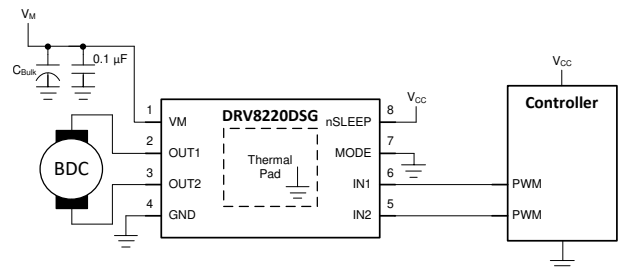 VM
0.1 µF
CBulk
VCC
VCC
Controller
1
DRV8220DSG
8
VM
nSLEEP
2
7
OUT1
MODE
Thermal
Pad
BDC
3
6
OUT2
IN1
PWM
4
5
GND
IN2
PWM